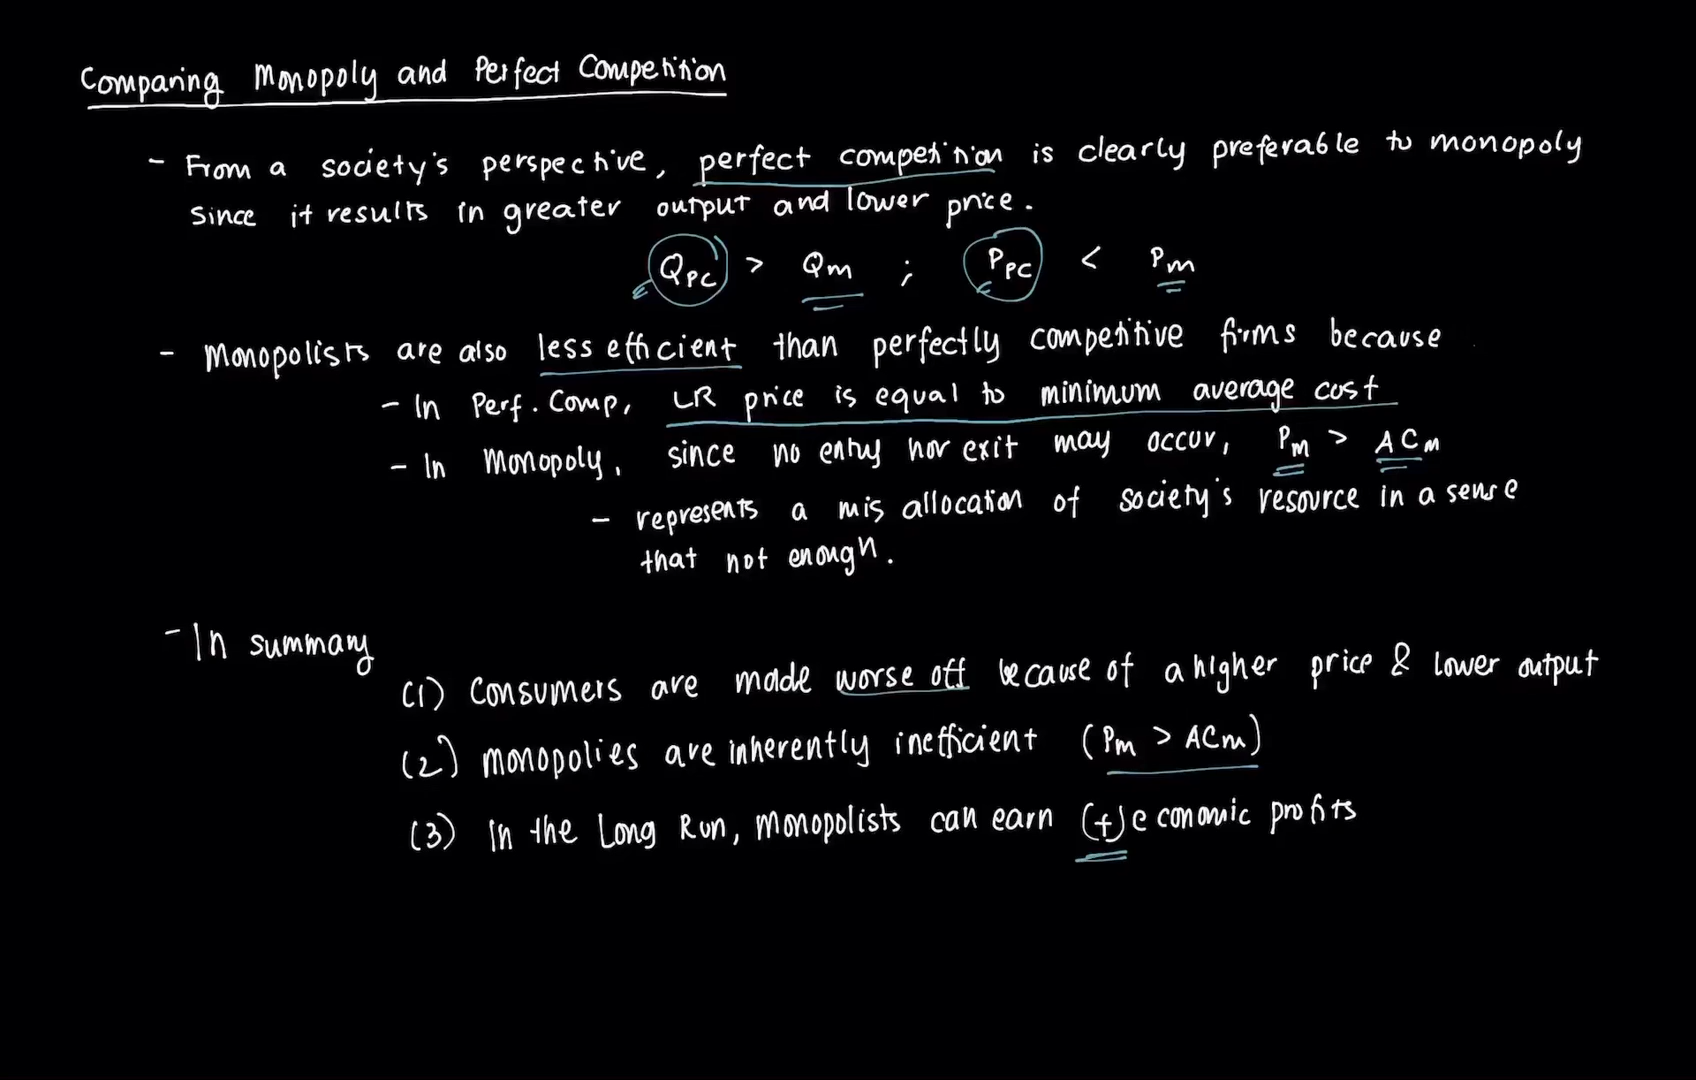 Comparing Monopoly and Perfect Competition
- From a society's perspective, perfect competition is clearly preferable to monopoly
since it results in greater output and lower price.
QPC > Qm ; PPC < Pm
- Monopolists are also less efficient than perfectly competitive firms because
- In Perf. Comp, LR price is equal to minimum average cost
- In Monopoly, since no entry nor exit may occur, Pm > ACm
- represents a misallocation of society's resource in a sense
that not enough.
- In summary
(1) Consumers are made worse off because of a higher price & lower output
(2) monopolies are inherently inefficient (Pm > ACm)
(3) In the Long Run, monopolists can earn (+) economic profits